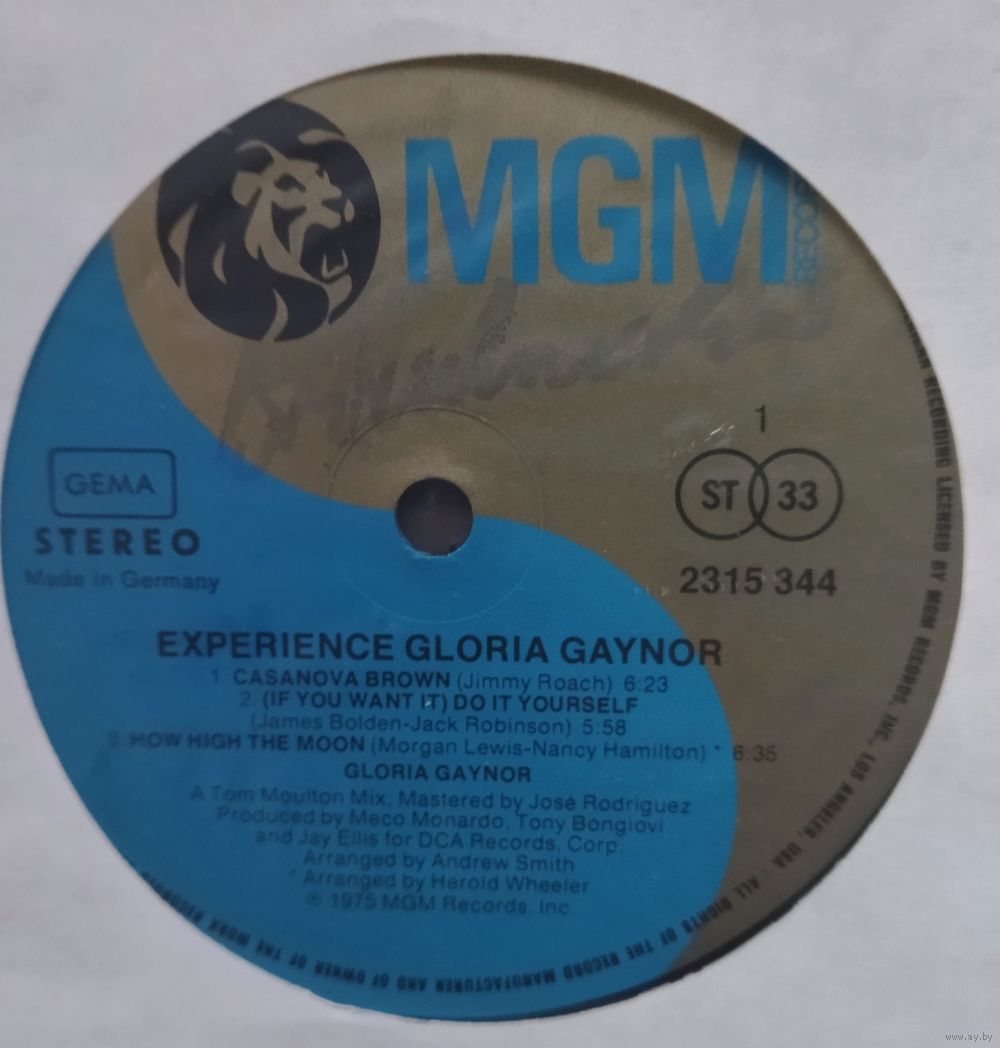 MGM
RECORDS
1
GEMA
ST 33
STEREO
Made in Germany
2315 344
EXPERIENCE GLORIA GAYNOR
1. CASANOVA BROWN (Jimmy Roach) 6:23
2. (IF YOU WANT IT) DO IT YOURSELF
(James Bolden-Jack Robinson) 5:58
3. HOW HIGH THE MOON (Morgan Lewis-Nancy Hamilton) * 6:35
GLORIA GAYNOR
A Tom Moulton Mix, Mastered by José Rodriguez
Produced by Meco Monardo, Tony Bongiovi
and Jay Ellis for DCA Records, Corp.
Arranged by Andrew Smith
* Arranged by Herold Wheeler
℗ 1975 MGM Records, Inc.
RECORDING LICENSED BY MGM RECORDS, INC., LOS ANGELES, USA · ALL RIGHTS OF THE RECORD MANUFACTURER AND OF OWNER OF THE WORK
www.ay.by